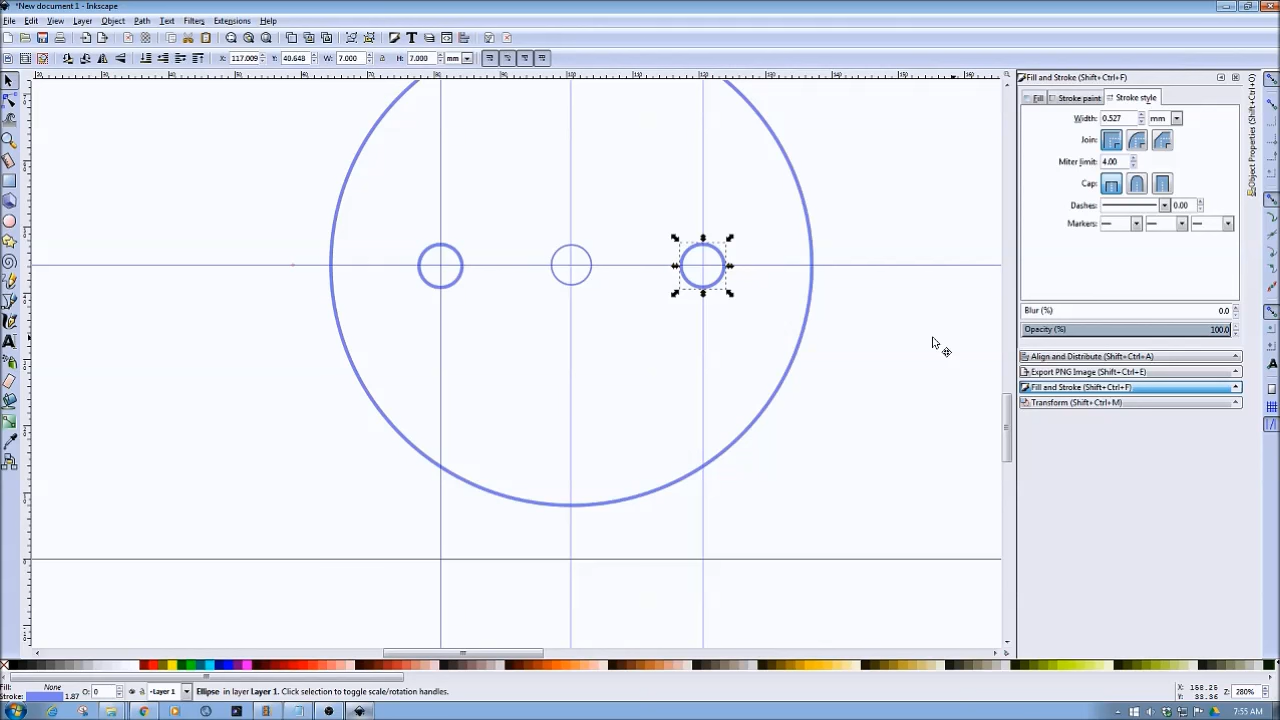 *New document 1 - Inkscape
File Edit View Layer Object Path Text Filters Extensions Help
X: 117.009 Y: 40.648 W: 7.000 H: 7.000 mm
Fill and Stroke (Shift+Ctrl+F)
Fill Stroke paint Stroke style
Width: 0.527 mm
Join:
Miter limit: 4.00
Cap:
Dashes: 0.00
Markers:
Blur (%) 0.0
Opacity (%) 100.0
Align and Distribute (Shift+Ctrl+A)
Export PNG Image (Shift+Ctrl+E)
Fill and Stroke (Shift+Ctrl+F)
Transform (Shift+Ctrl+M)
Object Properties (Shift+Ctrl+O)
Fill: None
Stroke: 1.87 O: 0 -Layer 1 Ellipse in layer Layer 1. Click selection to toggle scale/rotation handles.
X: 168.26
Y: 33.36
Z: 280%
7:55 AM